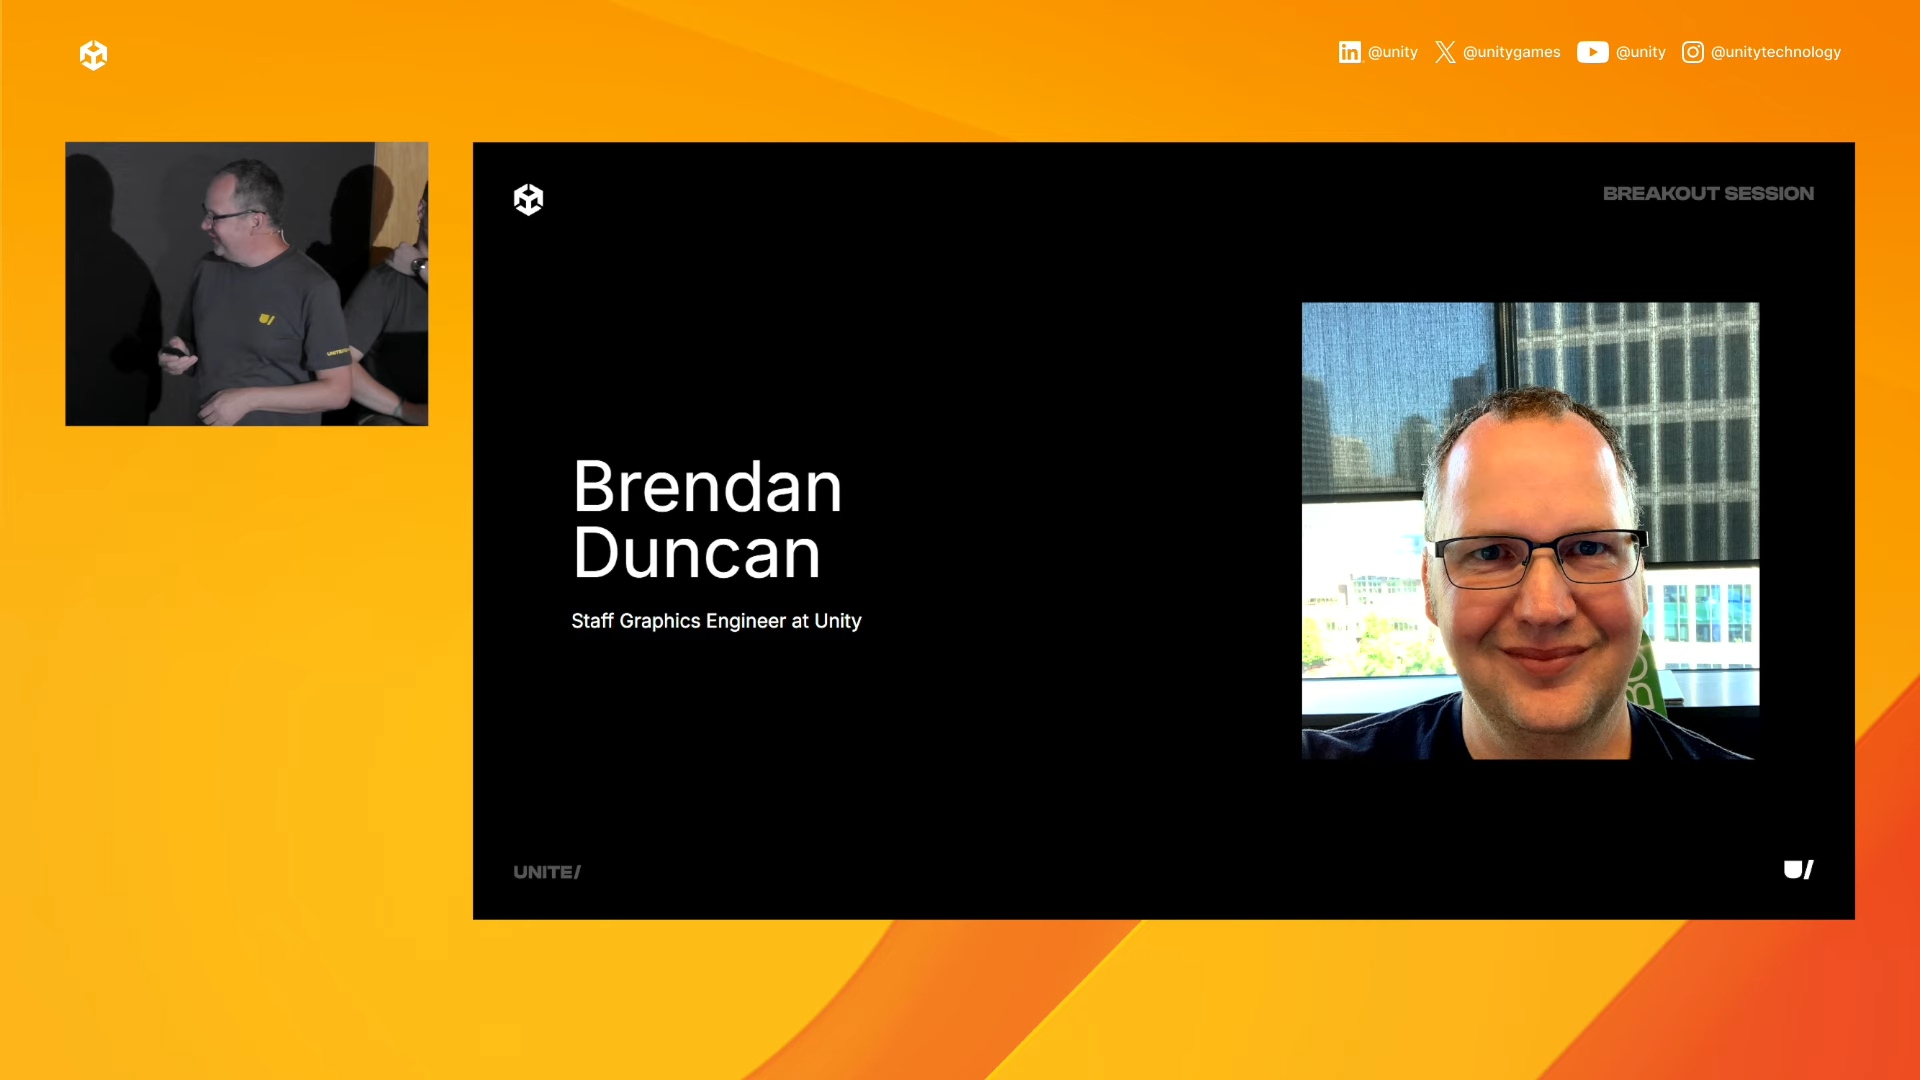 @unity
@unitygames
@unity
@unitytechnology
BREAKOUT SESSION
Brendan
Duncan
Staff Graphics Engineer at Unity
UNITE/
U/